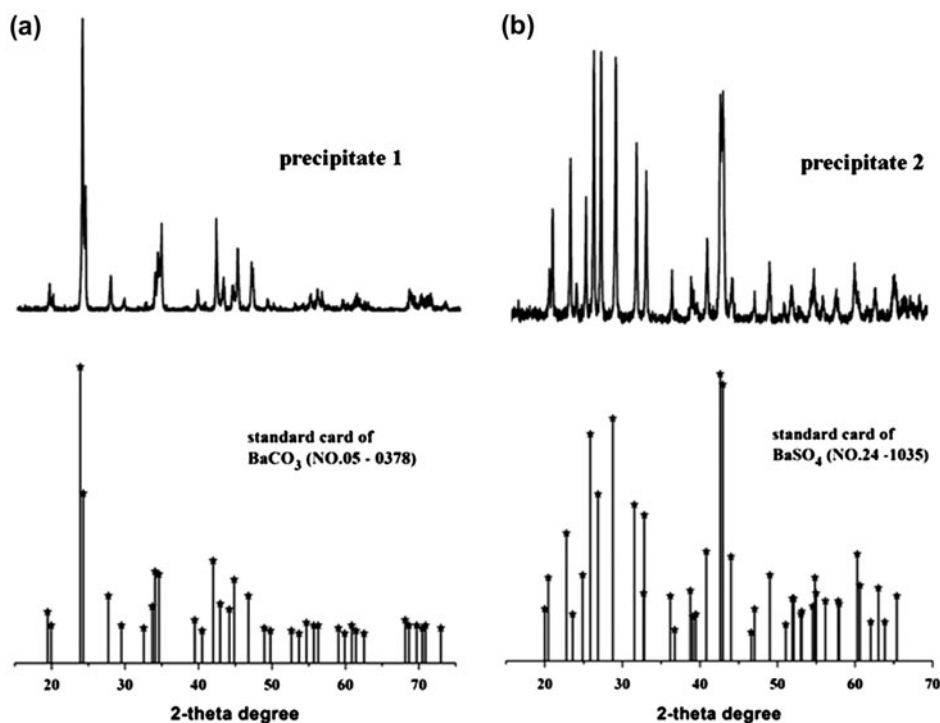 (a)
precipitate 1
standard card of
BaCO₃ (NO.05 - 0378)
20 30 40 50 60 70
2-theta degree
(b)
precipitate 2
standard card of
BaSO₄ (NO.24 -1035)
20 30 40 50 60 70
2-theta degree